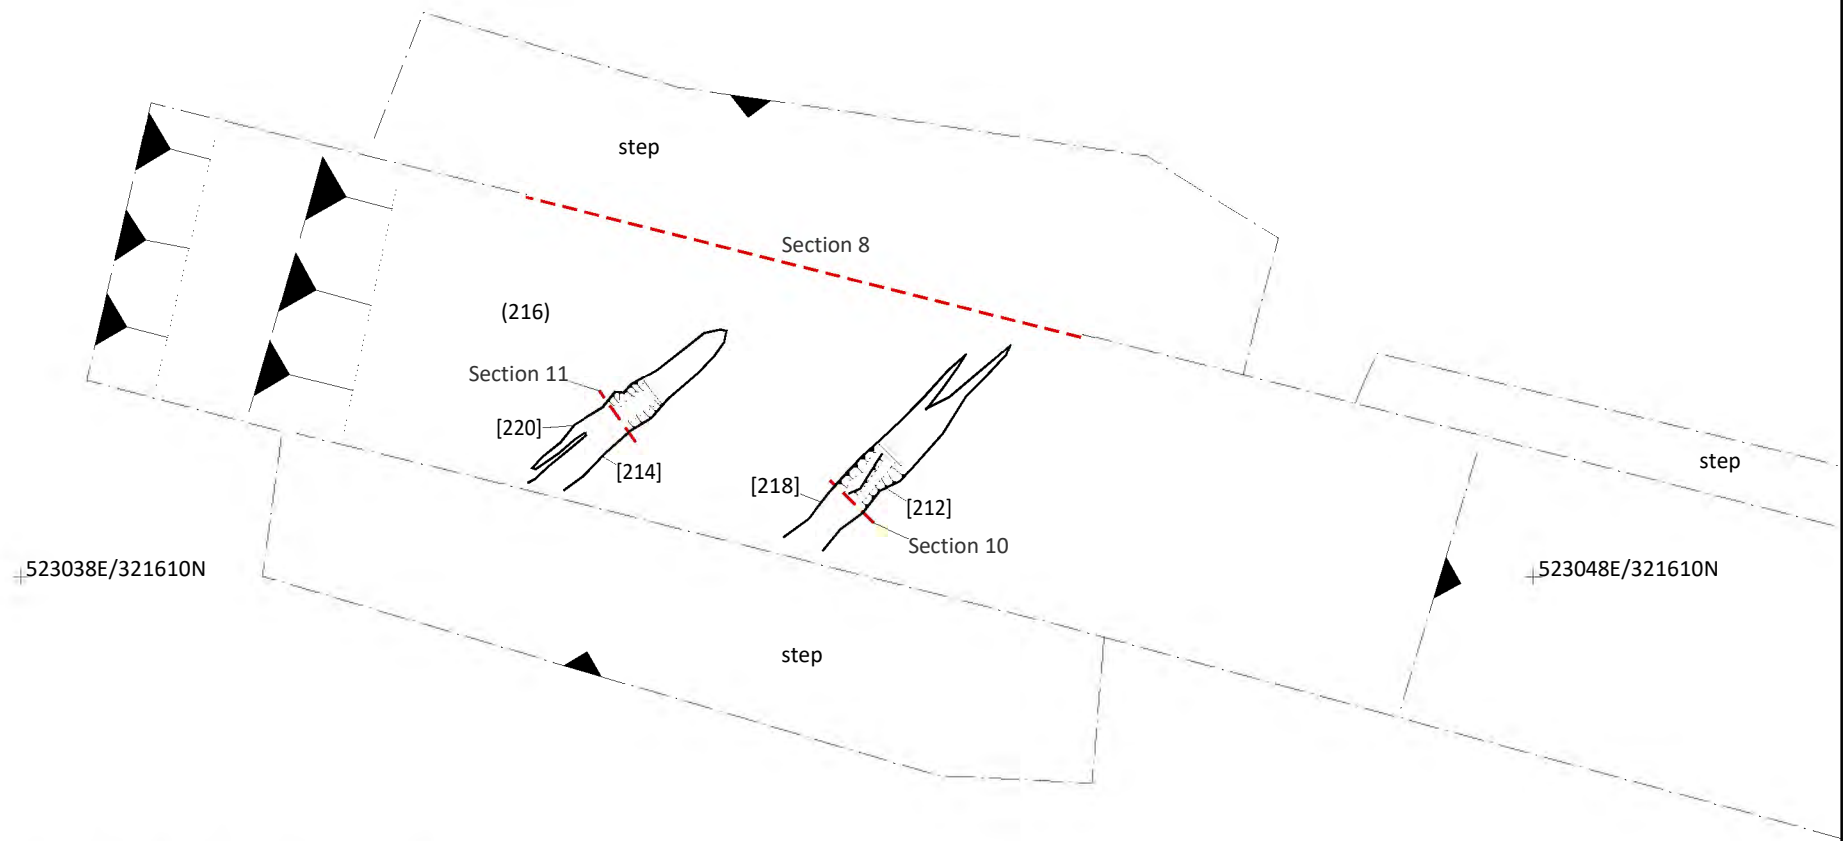 step
Section 8
(216)
Section 11
[220]
[214]
[218]
[212]
Section 10
step
523038E/321610N
523048E/321610N
step